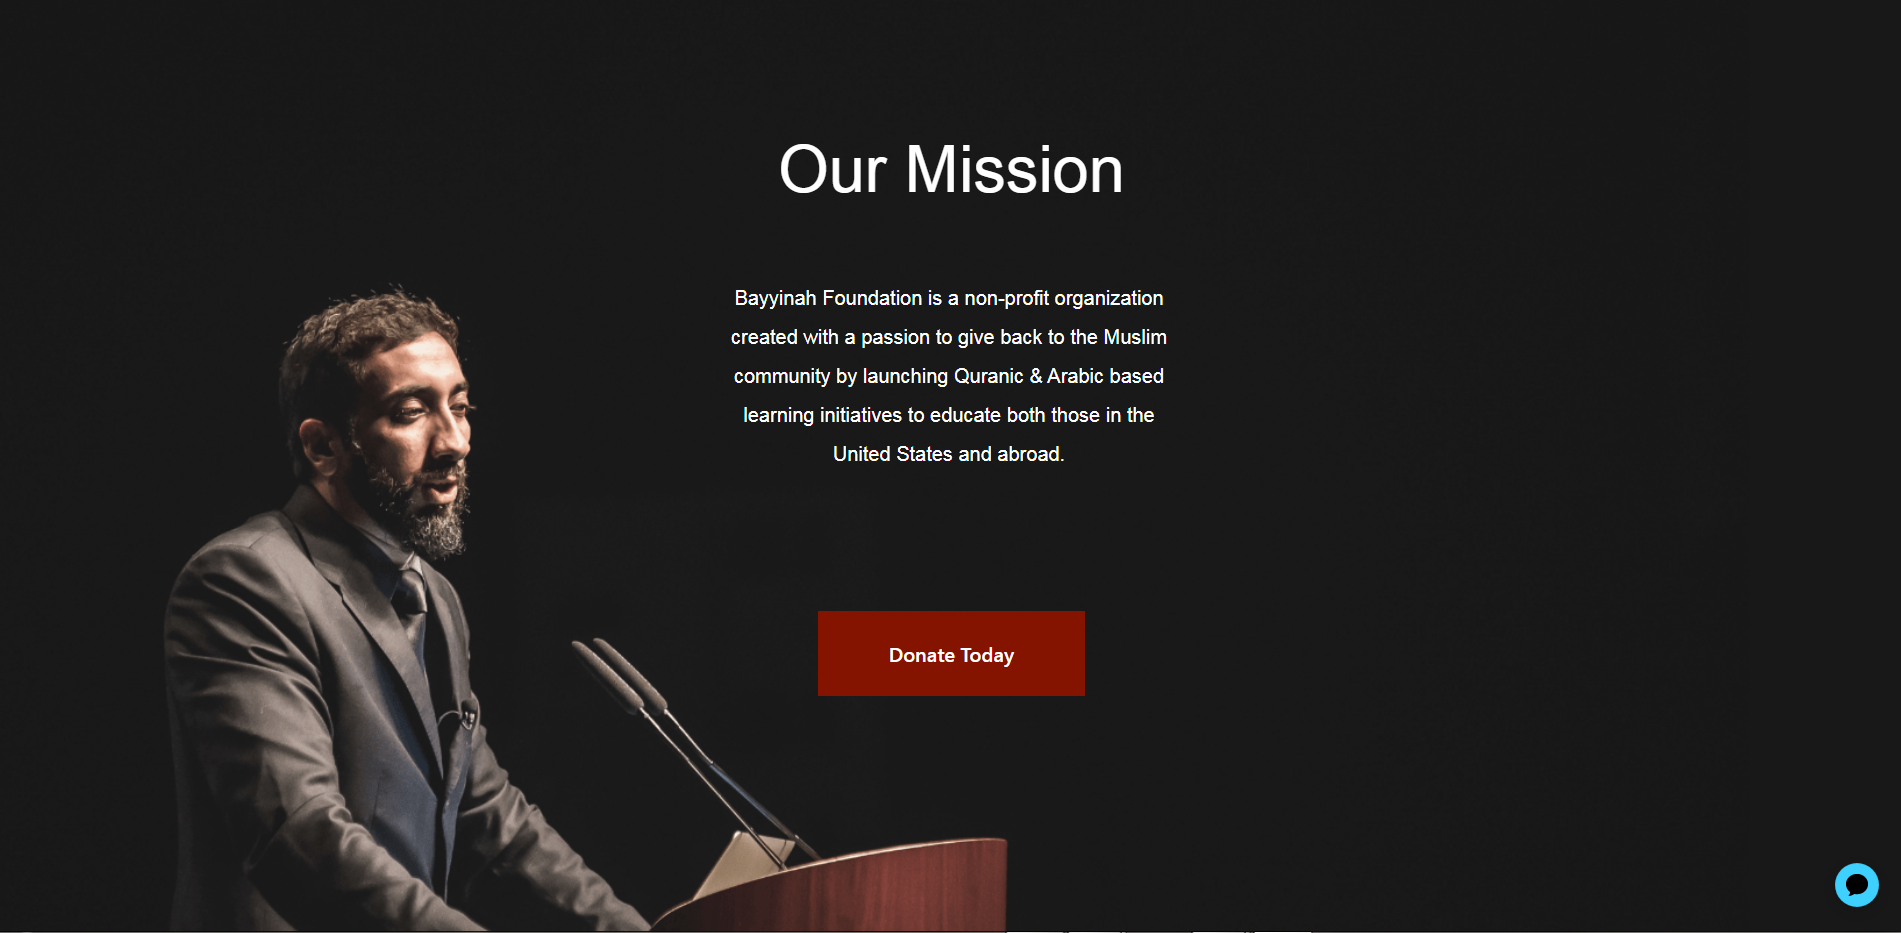 Our Mission
Bayyinah Foundation is a non-profit organization
created with a passion to give back to the Muslim
community by launching Quranic & Arabic based
learning initiatives to educate both those in the
United States and abroad.
Donate Today